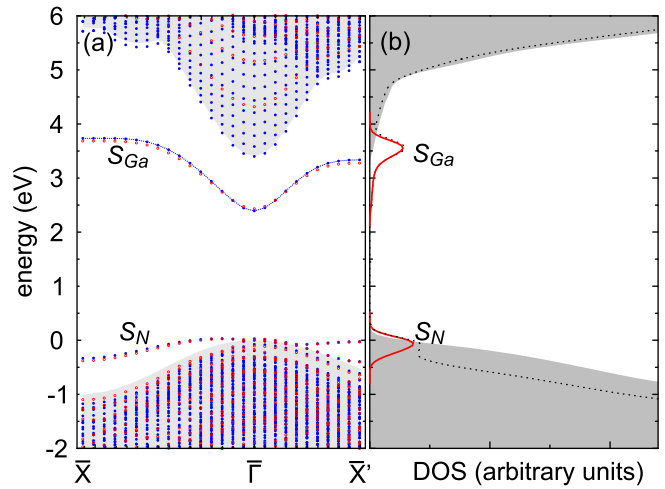 (a)
(b)
6
5
4
3
2
1
0
-1
-2
energy (eV)
S_Ga
S_Ga
S_N
S_N
X̅
Γ̅
X̅'
DOS (arbitrary units)